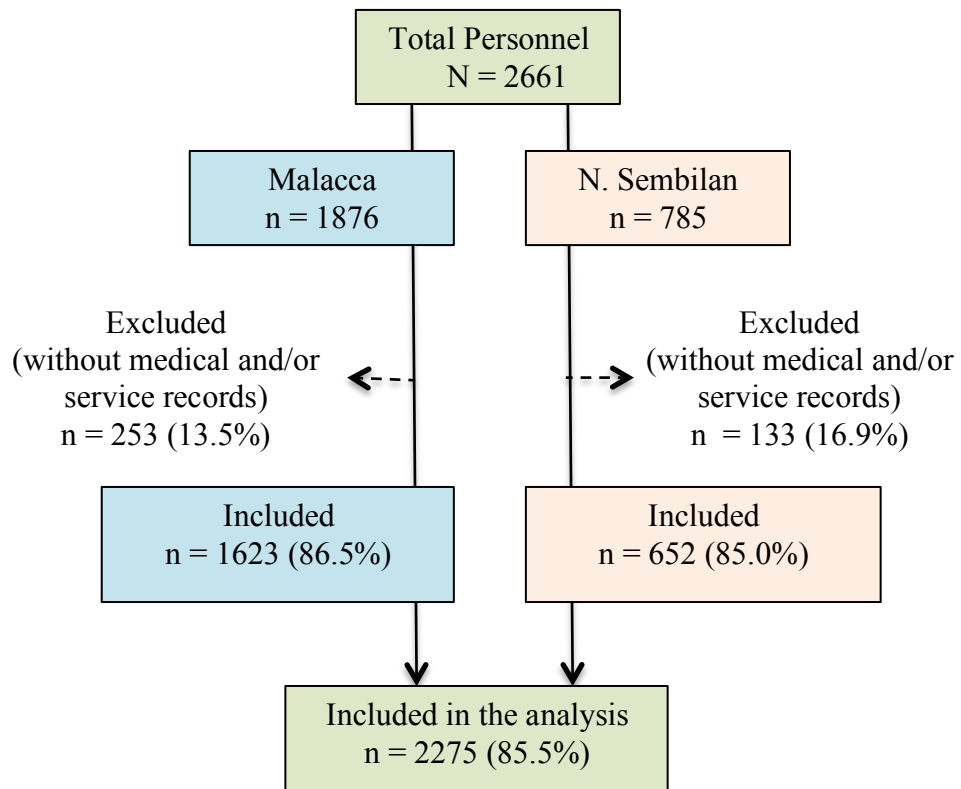 Total Personnel
N = 2661
Malacca
n = 1876
N. Sembilan
n = 785
Excluded
(without medical and/or
service records)
n = 253 (13.5%)
Excluded
(without medical and/or
service records)
n = 133 (16.9%)
Included
n = 1623 (86.5%)
Included
n = 652 (85.0%)
Included in the analysis
n = 2275 (85.5%)